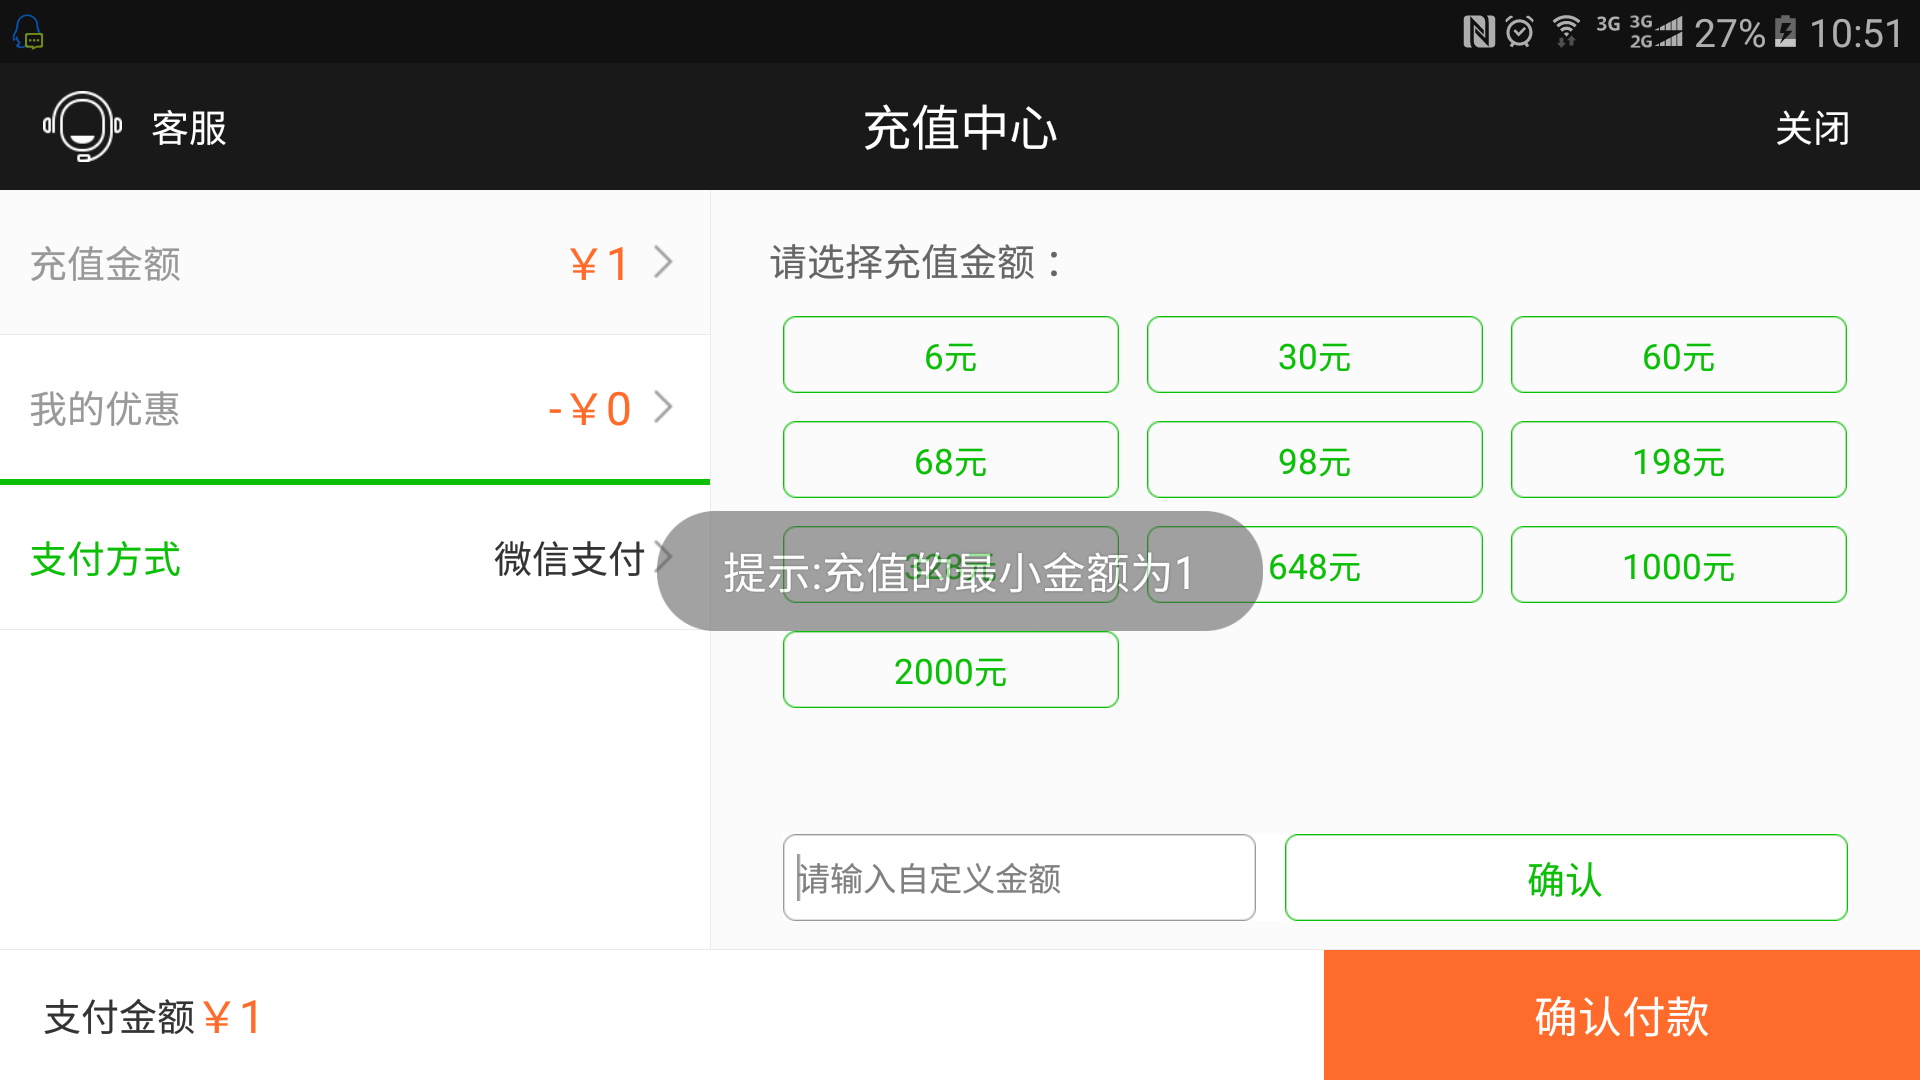 3G 3G 2G 27% 10:51
客服 充值中心 关闭
充值金额 ¥1
我的优惠 -¥0
支付方式 微信支付
请选择充值金额：
6元 30元 60元
68元 98元 198元
328元 648元 1000元
2000元
提示:充值的最小金额为1
请输入自定义金额 确认
支付金额¥1 确认付款